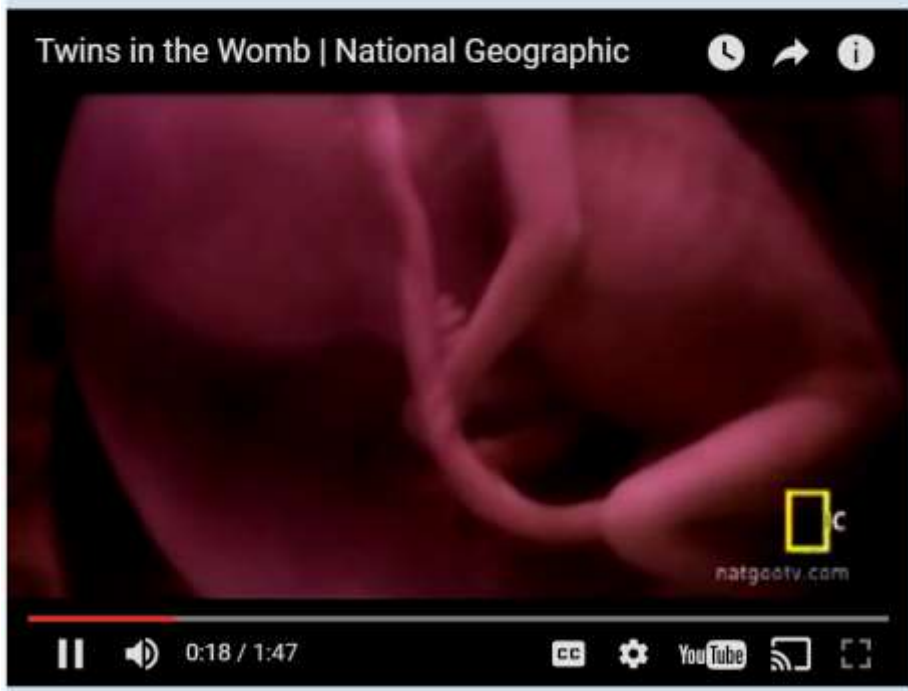 Twins in the Womb | National Geographic
C
natgeotv.com
0:18 / 1:47
CC
YouTube